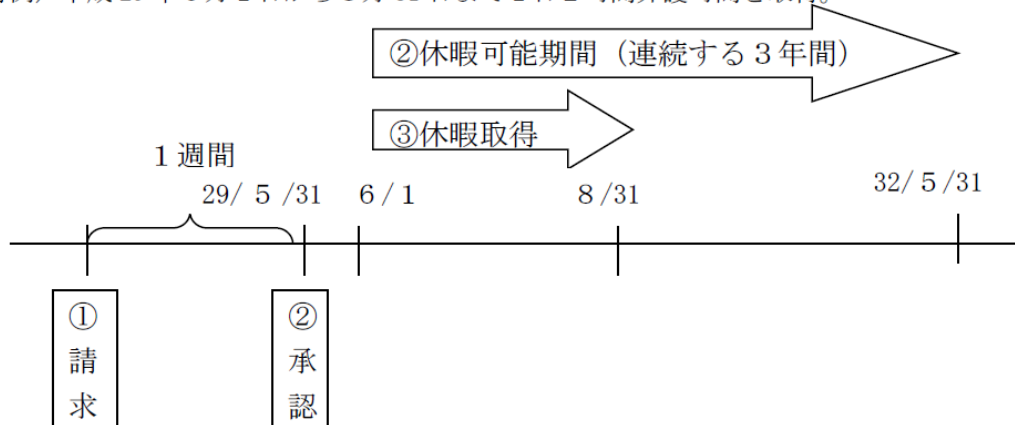 ②休暇可能期間（連続する３年間）
③休暇取得
１週間
29/ 5 /31 6 / 1 8 /31 32/ 5 /31
①請求
②承認